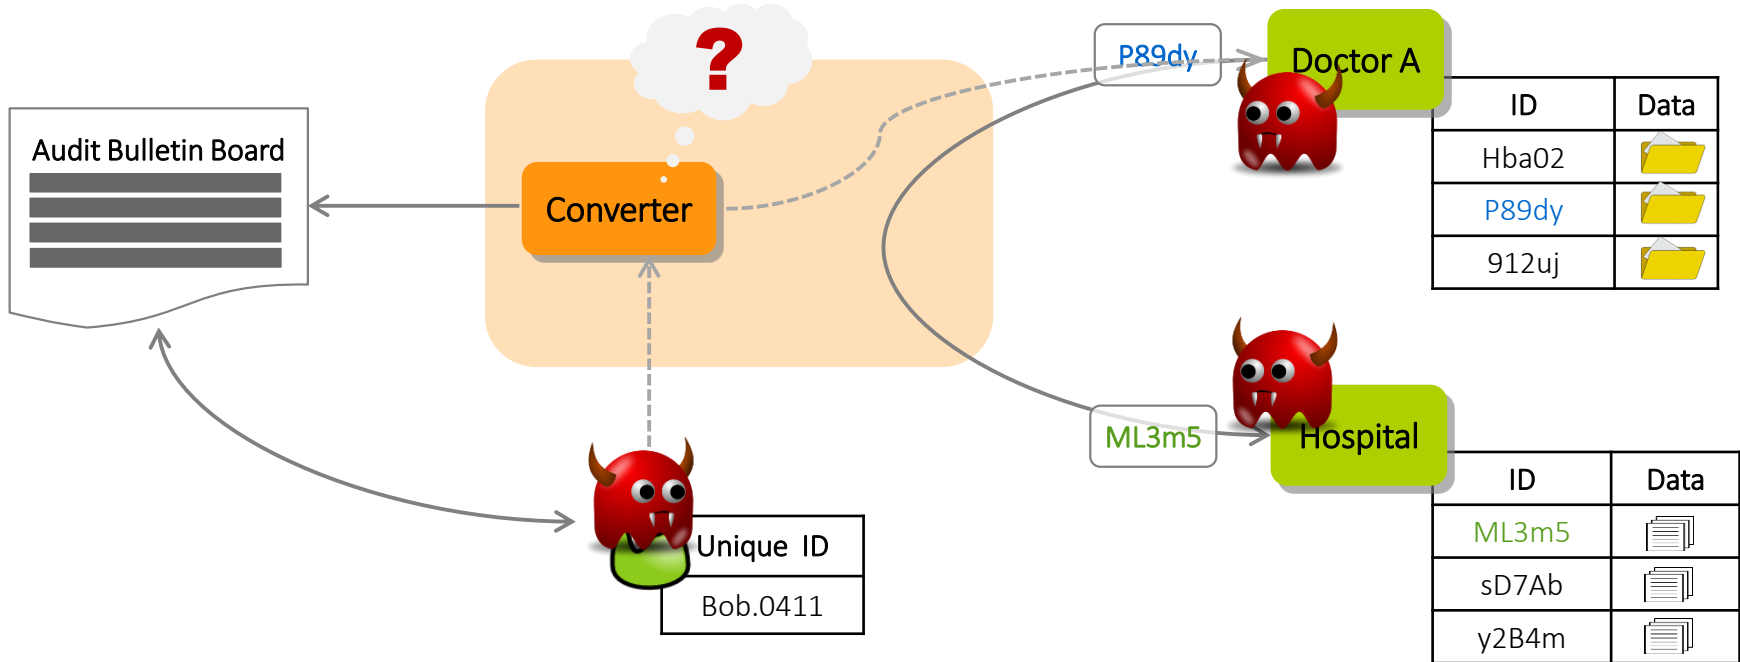 ?
P89dy
Doctor A
Audit Bulletin Board
Converter
ID Data
Hba02
P89dy
912uj
ML3m5
Hospital
ID Data
ML3m5
sD7Ab
y2B4m
Unique ID
Bob.0411